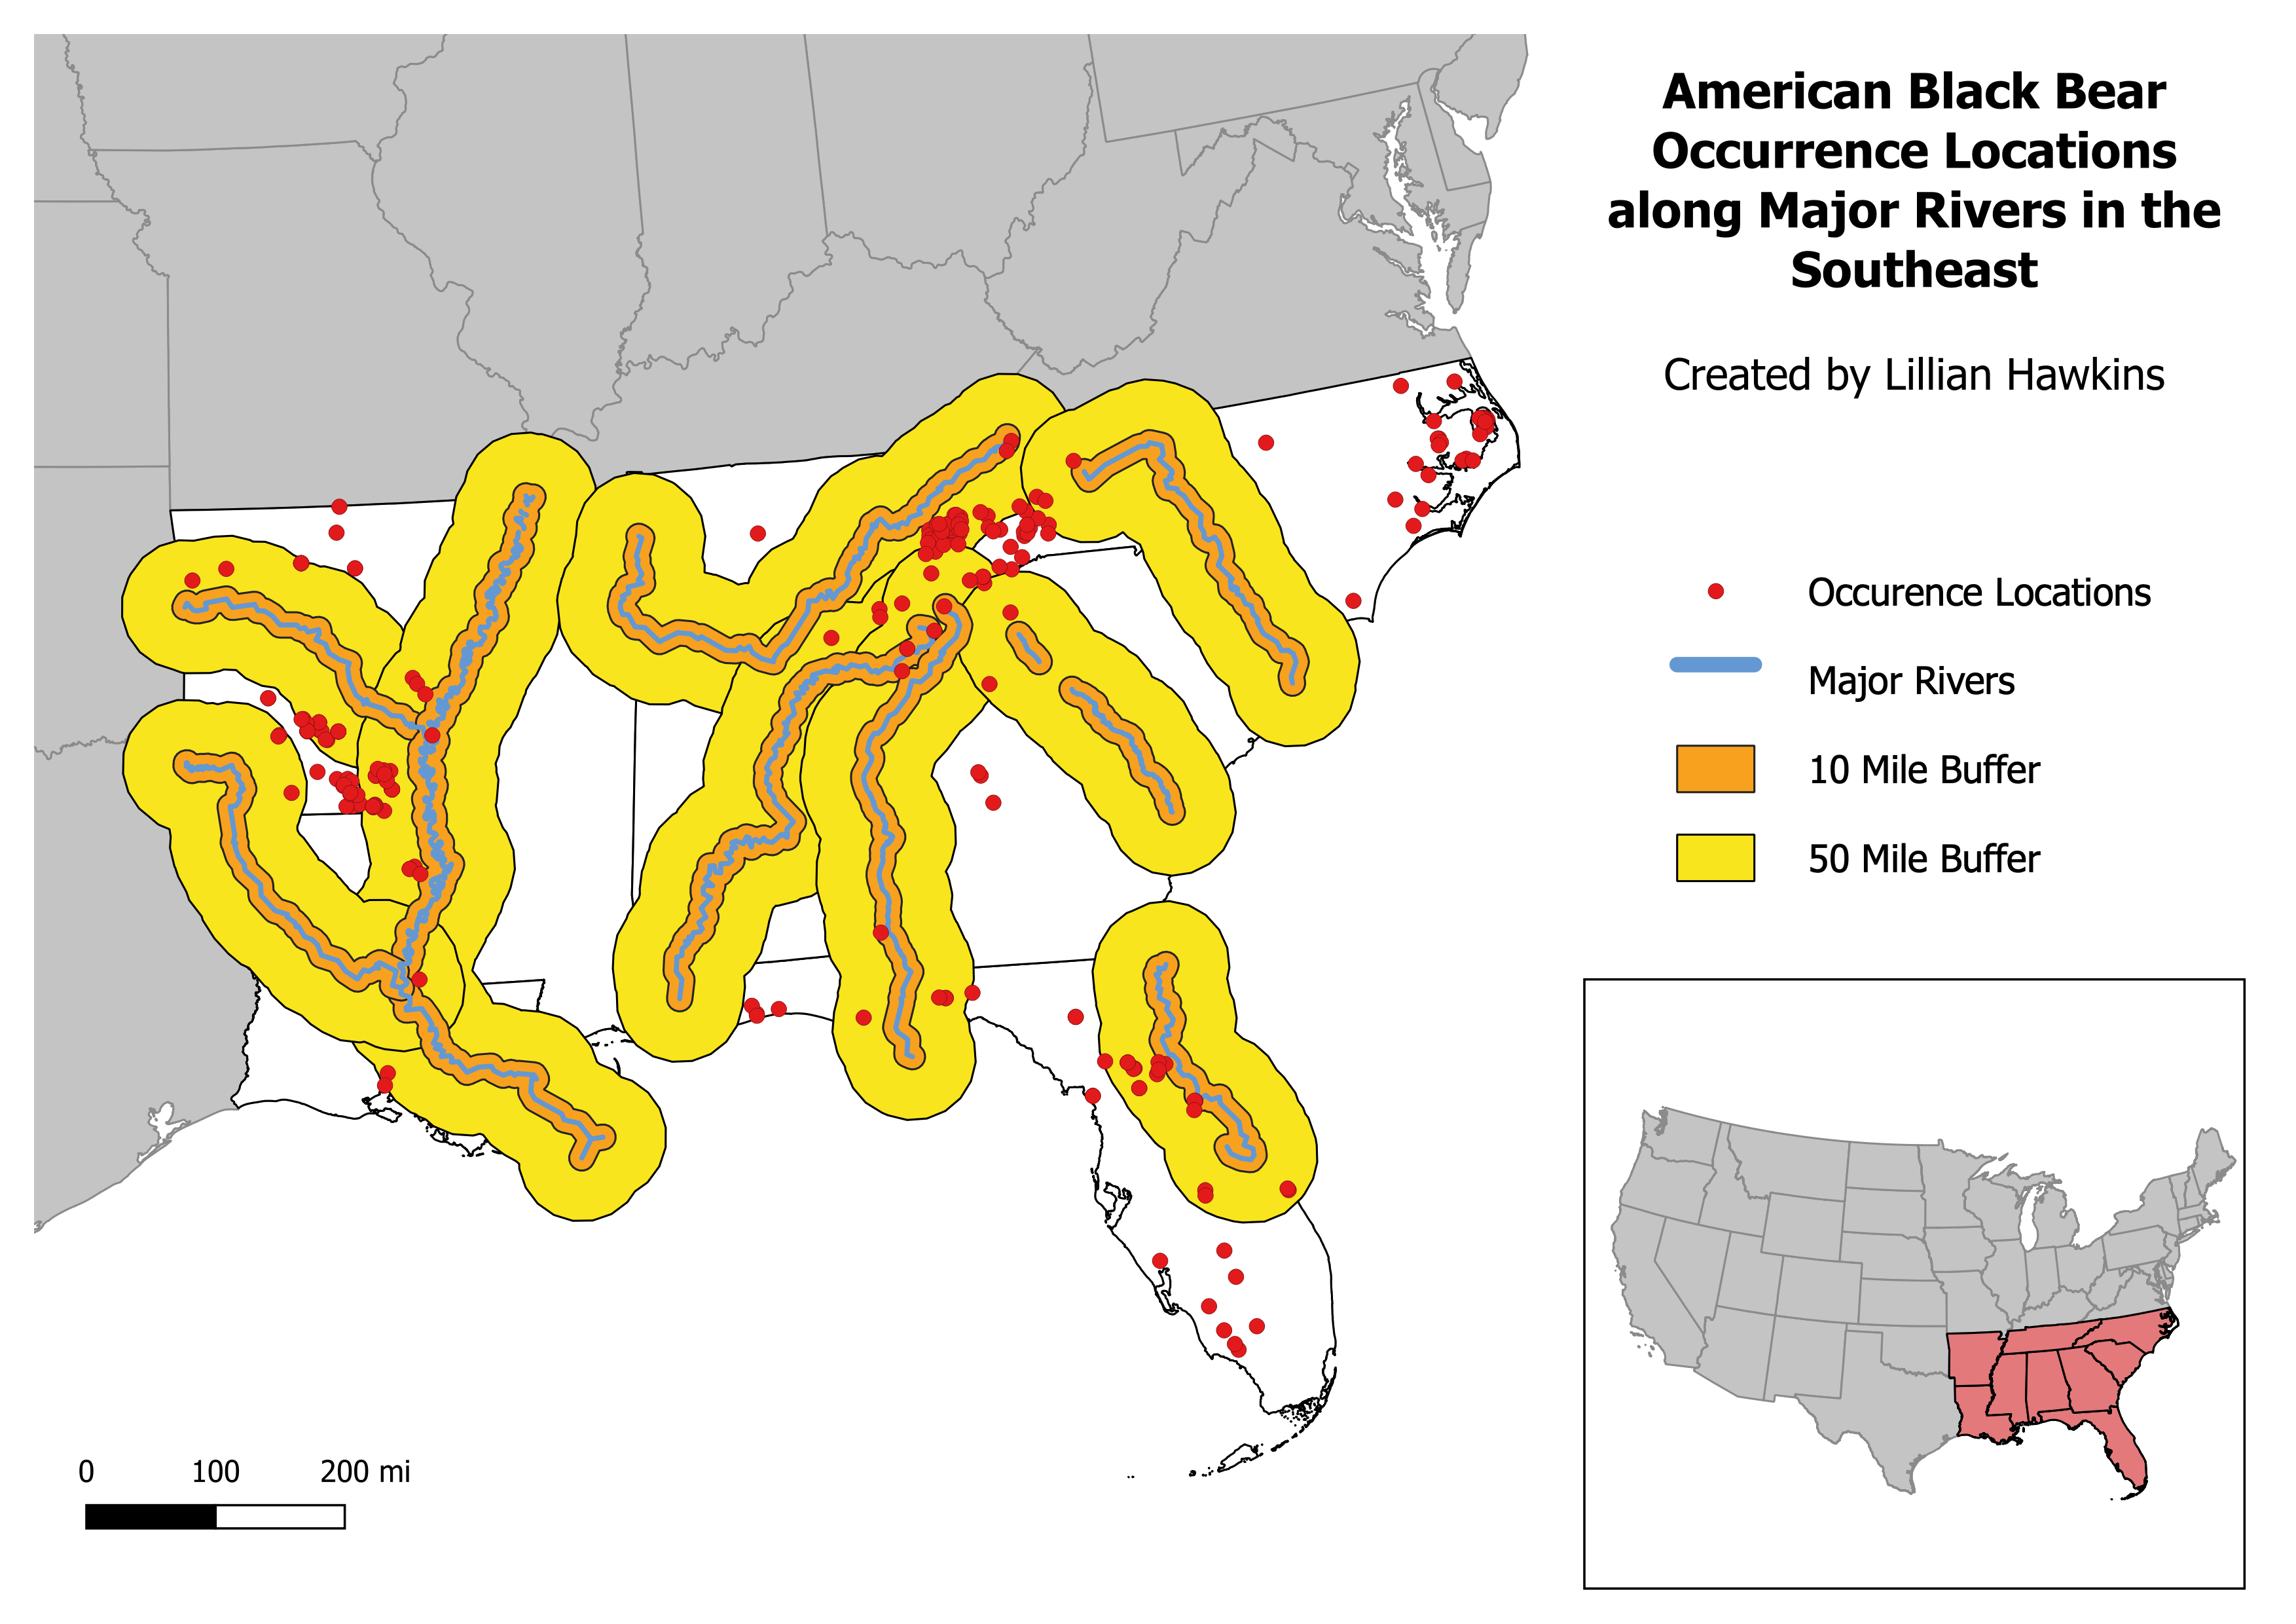 American Black Bear
Occurrence Locations
along Major Rivers in the
Southeast
Created by Lillian Hawkins
Occurence Locations
Major Rivers
10 Mile Buffer
50 Mile Buffer
0 100 200 mi